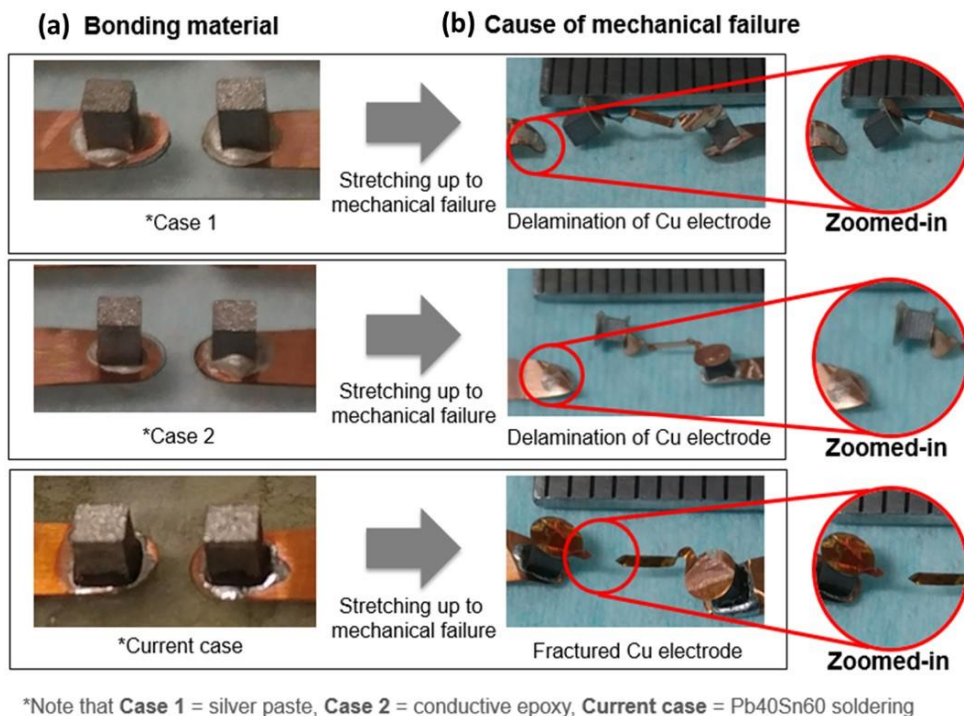 (a) Bonding material
(b) Cause of mechanical failure
Stretching up to
mechanical failure
*Case 1
Delamination of Cu electrode
Zoomed-in
Stretching up to
mechanical failure
*Case 2
Delamination of Cu electrode
Zoomed-in
Stretching up to
mechanical failure
*Current case
Fractured Cu electrode
Zoomed-in
*Note that Case 1 = silver paste, Case 2 = conductive epoxy, Current case = Pb40Sn60 soldering